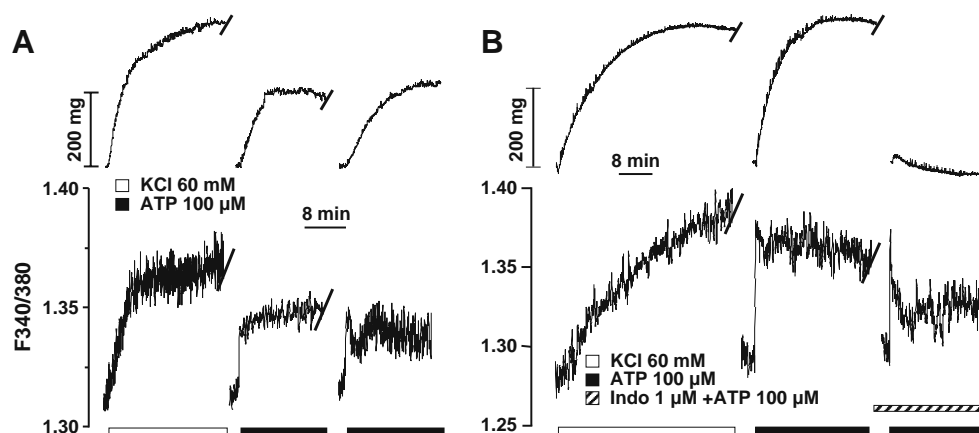 A
B
200 mg
200 mg
8 min
KCl 60 mM
ATP 100 µM
8 min
1.40
1.35
1.30
F340/380
1.40
1.35
1.30
1.25
KCl 60 mM
ATP 100 µM
Indo 1 µM +ATP 100 µM